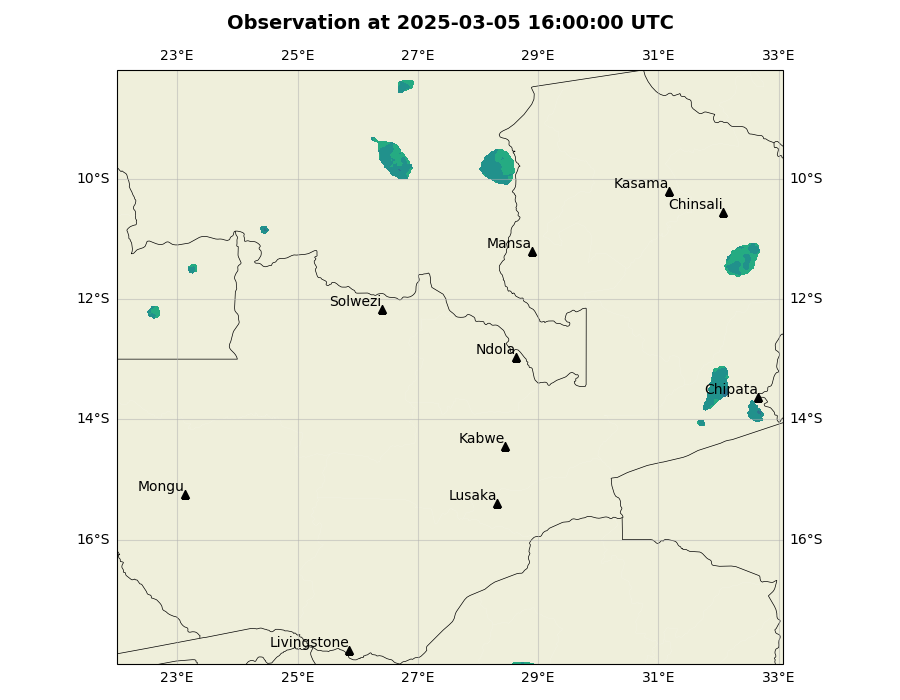 Observation at 2025-03-05 16:00:00 UTC
23°E 25°E 27°E 29°E 31°E 33°E
10°S 10°S
Kasama
Chinsali
Mansa
12°S 12°S
Solwezi
Ndola
Chipata
14°S 14°S
Kabwe
Mongu
Lusaka
16°S 16°S
Livingstone
23°E 25°E 27°E 29°E 31°E 33°E